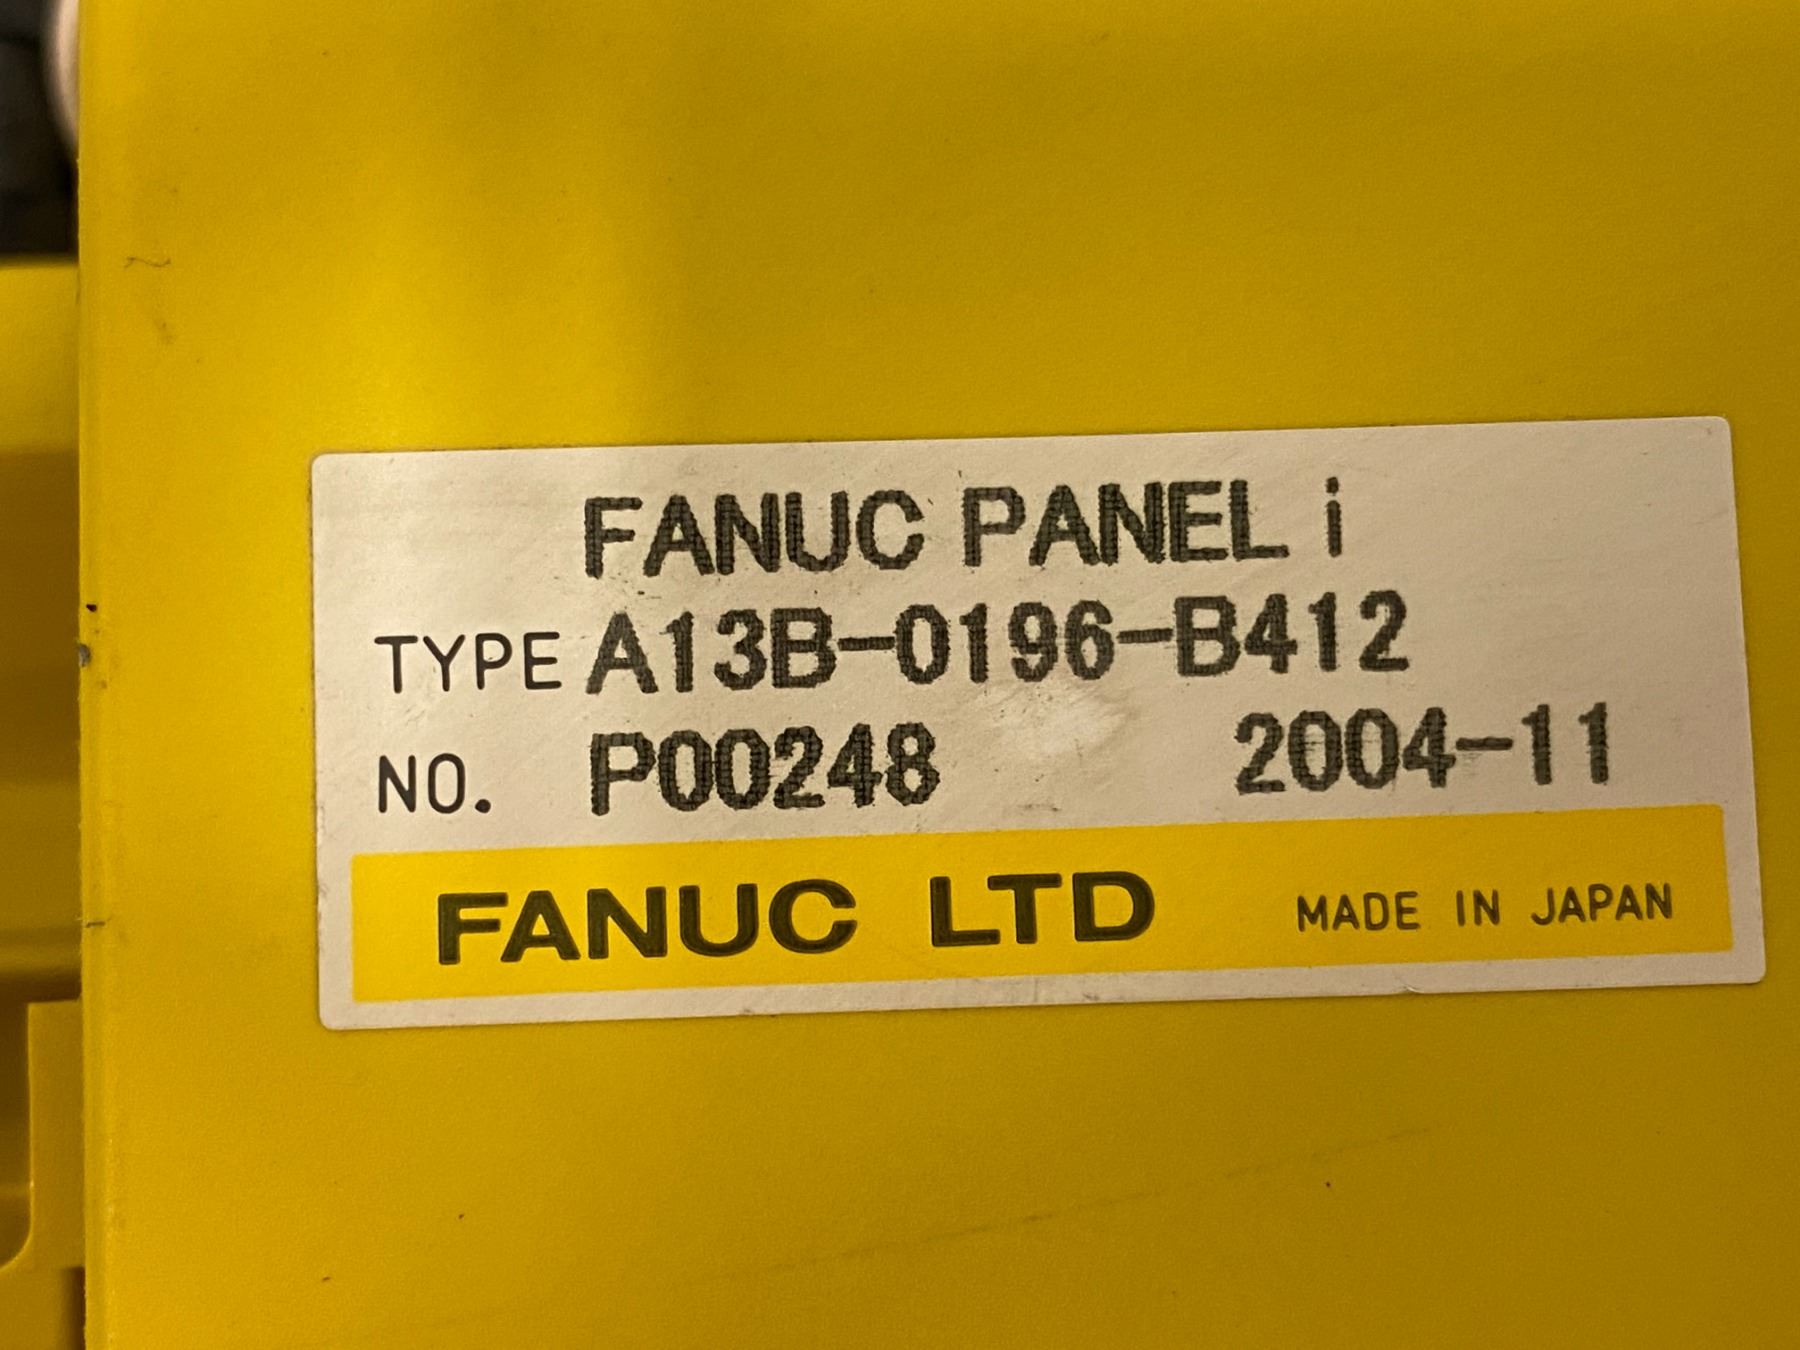 FANUC PANEL i
TYPE A13B-0196-B412
NO. P00248 2004-11
FANUC LTD MADE IN JAPAN